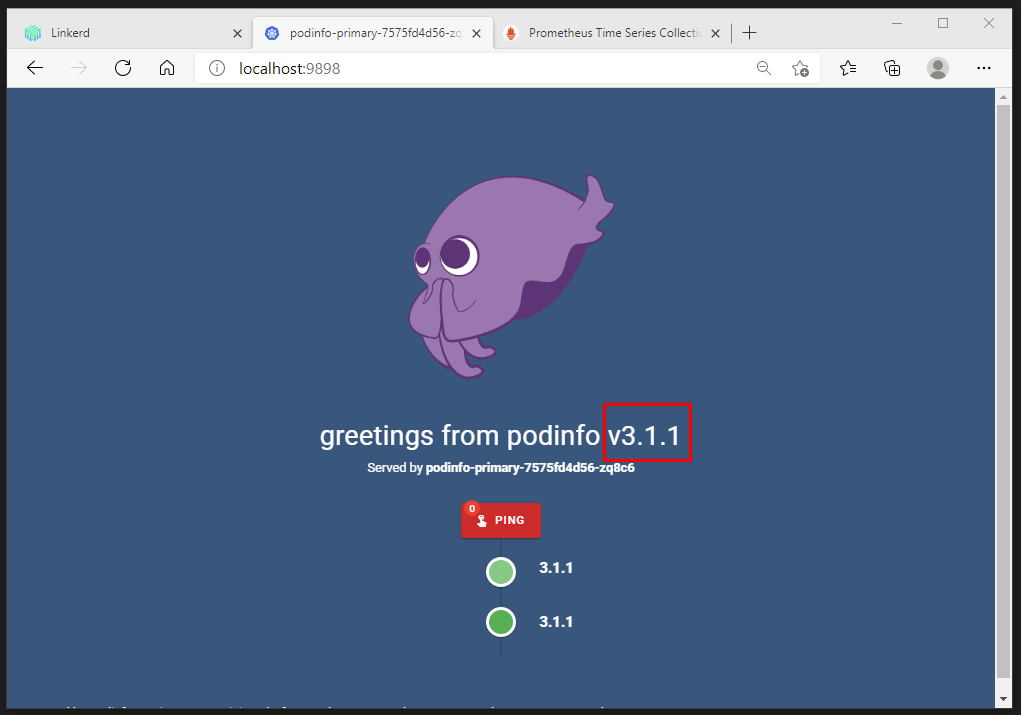 Linkerd
podinfo-primary-7575fd4d56-zq
Prometheus Time Series Collecti
localhost:9898
greetings from podinfo v3.1.1
Served by podinfo-primary-7575fd4d56-zq8c6
0
PING
3.1.1
3.1.1